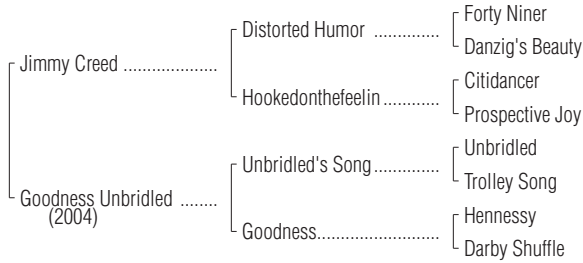 Forty Niner
Distorted Humor ..............
Danzig's Beauty
Jimmy Creed ....................
Citidancer
Hookedonthefeelin ............
Prospective Joy
Unbridled
Unbridled's Song ..............
Trolley Song
Goodness Unbridled ........
(2004)
Hennessy
Goodness..........................
Darby Shuffle